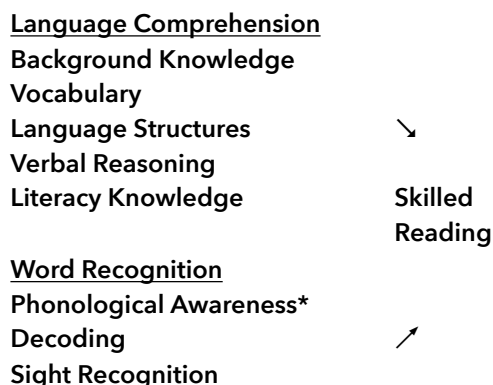 Language Comprehension
Background Knowledge
Vocabulary
Language Structures ↘
Verbal Reasoning
Literacy Knowledge Skilled
Reading
Word Recognition
Phonological Awareness*
Decoding ↗
Sight Recognition